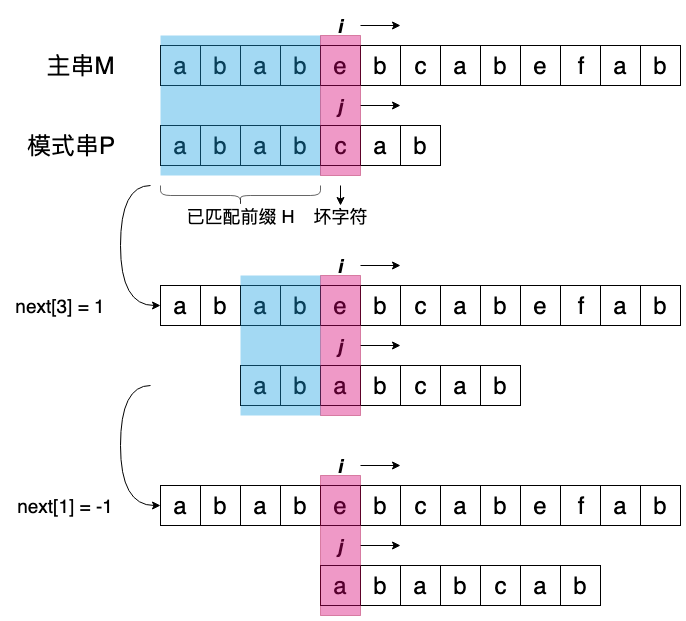 i
主串M a b a b e b c a b e f a b
j
模式串P a b a b c a b
已匹配前缀 H 坏字符
i
next[3] = 1 a b a b e b c a b e f a b
j
a b a b c a b
i
next[1] = -1 a b a b e b c a b e f a b
j
a b a b c a b